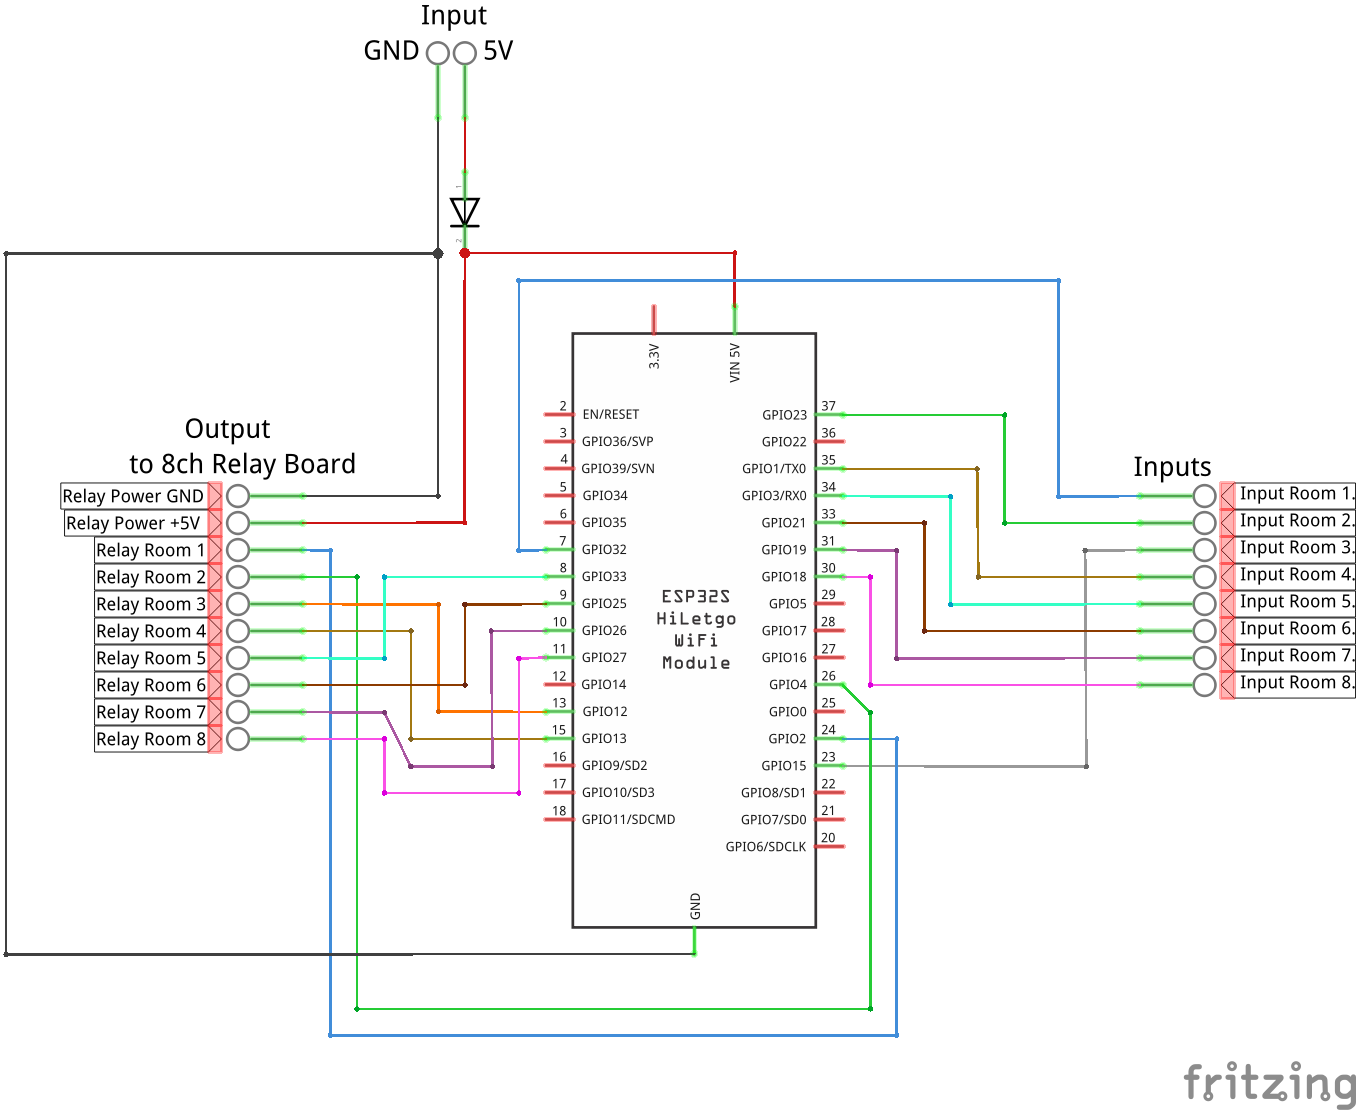 Input
GND 5V
1
2
3.3V
VIN 5V
Output
to 8ch Relay Board
Relay Power GND
Relay Power +5V
Relay Room 1
Relay Room 2
Relay Room 3
Relay Room 4
Relay Room 5
Relay Room 6
Relay Room 7
Relay Room 8
2 EN/RESET
3 GPIO36/SVP
4 GPIO39/SVN
5 GPIO34
6 GPIO35
7 GPIO32
8 GPIO33
9 GPIO25
10 GPIO26
11 GPIO27
12 GPIO14
13 GPIO12
15 GPIO13
16 GPIO9/SD2
17 GPIO10/SD3
18 GPIO11/SDCMD
ESP32S
HiLetgo
WiFi
Module
GPIO23 37
GPIO22 36
GPIO1/TX0 35
GPIO3/RX0 34
GPIO21 33
GPIO19 31
GPIO18 30
GPIO5 29
GPIO17 28
GPIO16 27
GPIO4 26
GPIO0 25
GPIO2 24
GPIO15 23
GPIO8/SD1 22
GPIO7/SD0 21
GPIO6/SDCLK 20
GND
Inputs
Input Room 1.
Input Room 2.
Input Room 3.
Input Room 4.
Input Room 5.
Input Room 6.
Input Room 7.
Input Room 8.
fritzing